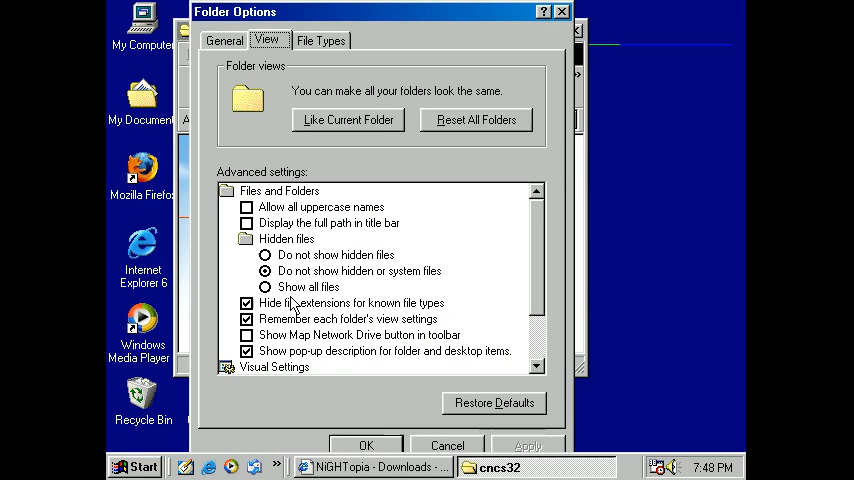 Folder Options
My Computer
General
View
File Types
Folder views
You can make all your folders look the same.
My Document
Like Current Folder
Reset All Folders
Advanced settings:
Files and Folders
Mozilla Firefo
Allow all uppercase names
Display the full path in title bar
Hidden files
Do not show hidden files
Do not show hidden or system files
Internet
Explorer 6
Show all files
Hide file extensions for known file types
Remember each folder's view settings
Show Map Network Drive button in toolbar
Windows
Media Player
Show pop-up description for folder and desktop items.
Visual Settings
Restore Defaults
Recycle Bin
OK
Cancel
Apply
Start
NiGHTopia - Downloads - ...
cncs32
7:48 PM